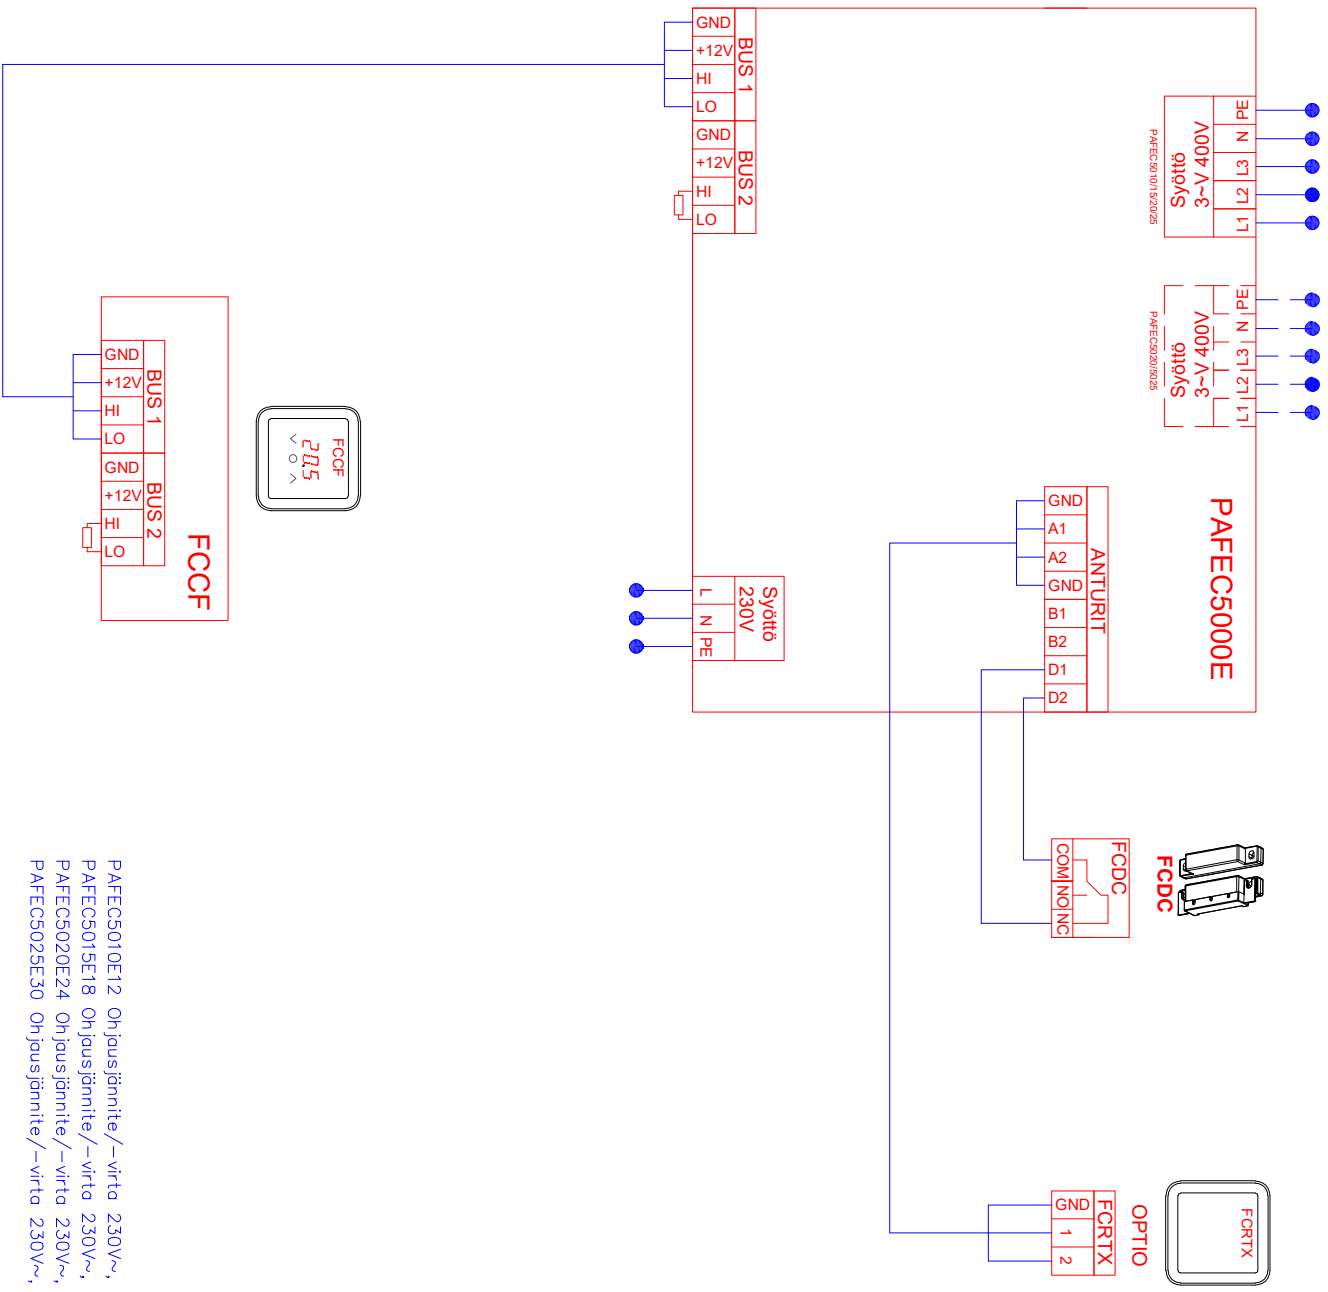 GND
+12V
HI
LO
BUS 1
GND
+12V
HI
LO
BUS 2
PE
N
L3
L2
L1
Syöttö
3~V 400V
PAFEC5010/15/20/25
PE
N
L3
L2
L1
Syöttö
3~V 400V
PAFEC5020/5025
PAFEC5000E
GND
A1
A2
GND
B1
B2
D1
D2
ANTURIT
L
N
PE
Syöttö
230V
GND
+12V
HI
LO
BUS 1
GND
+12V
HI
LO
BUS 2
FCCF
FCCF
20.5
FCDC
COM
NO
NC
FCDC
GND
1
2
FCRTX
OPTIO
FCRTX
PAFEC5010E12 Ohjausjännite/-virta 230V~,
PAFEC5015E18 Ohjausjännite/-virta 230V~,
PAFEC5020E24 Ohjausjännite/-virta 230V~,
PAFEC5025E30 Ohjausjännite/-virta 230V~,